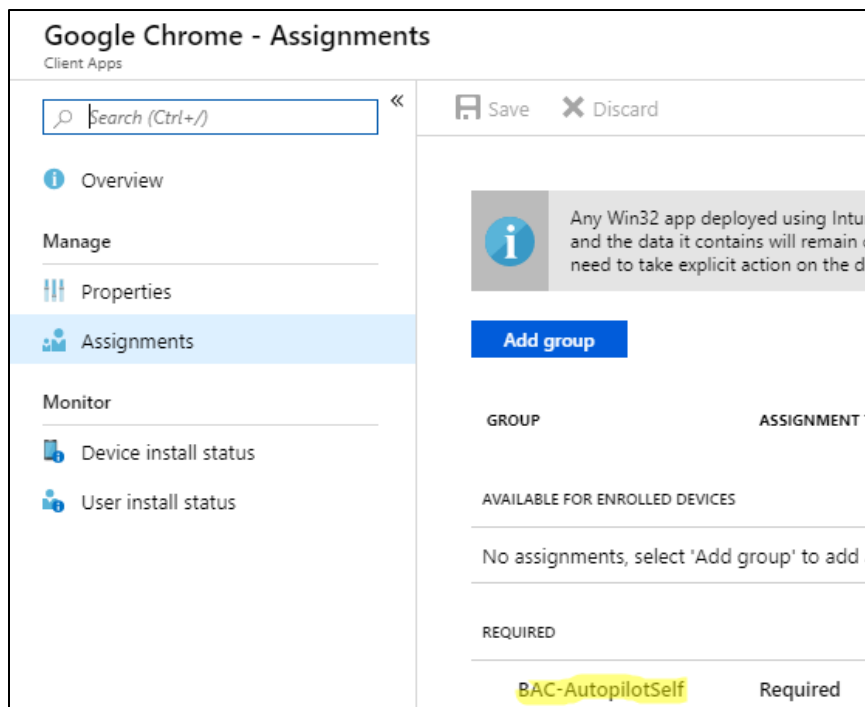 Google Chrome - Assignments
Client Apps
Search (Ctrl+/)
«
Save
Discard
Overview
Manage
Properties
Assignments
Monitor
Device install status
User install status
Any Win32 app deployed using Intu
and the data it contains will remain
need to take explicit action on the d
Add group
GROUP
ASSIGNMENT
AVAILABLE FOR ENROLLED DEVICES
No assignments, select 'Add group' to add
REQUIRED
BAC-AutopilotSelf
Required